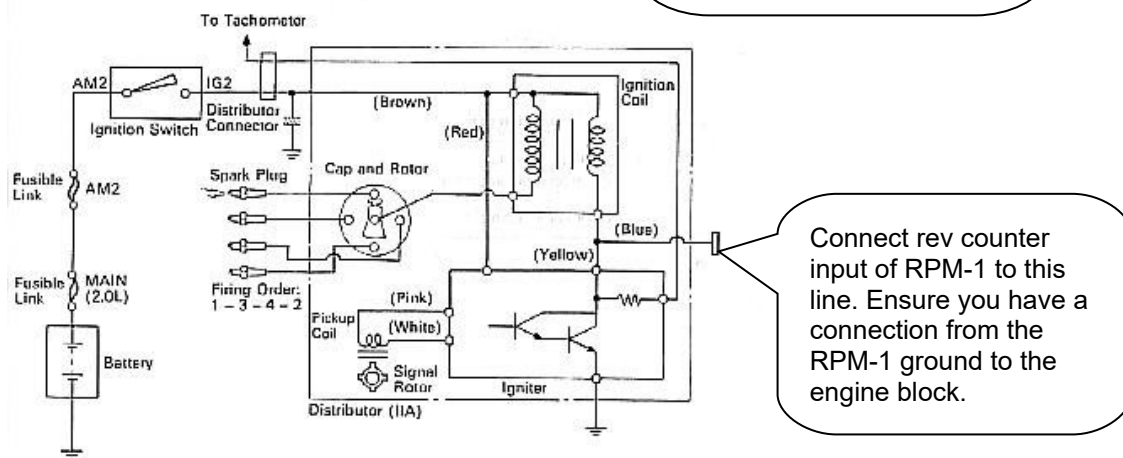 To Tachometer
AM2
IG2
Ignition Switch
Distributor
Connector
(Brown)
(Red)
Ignition
Coil
Fusible
Link
AM2
Spark Plug
Cap and Rotor
(Blue)
(Yellow)
Fusible
Link
MAIN
(2.0L)
Firing Order:
1 – 3 – 4 – 2
(Pink)
Pickup
Coil
(White)
Battery
Signal
Rotor
Igniter
Distributor (IIA)
Connect rev counter
input of RPM-1 to this
line. Ensure you have a
connection from the
RPM-1 ground to the
engine block.